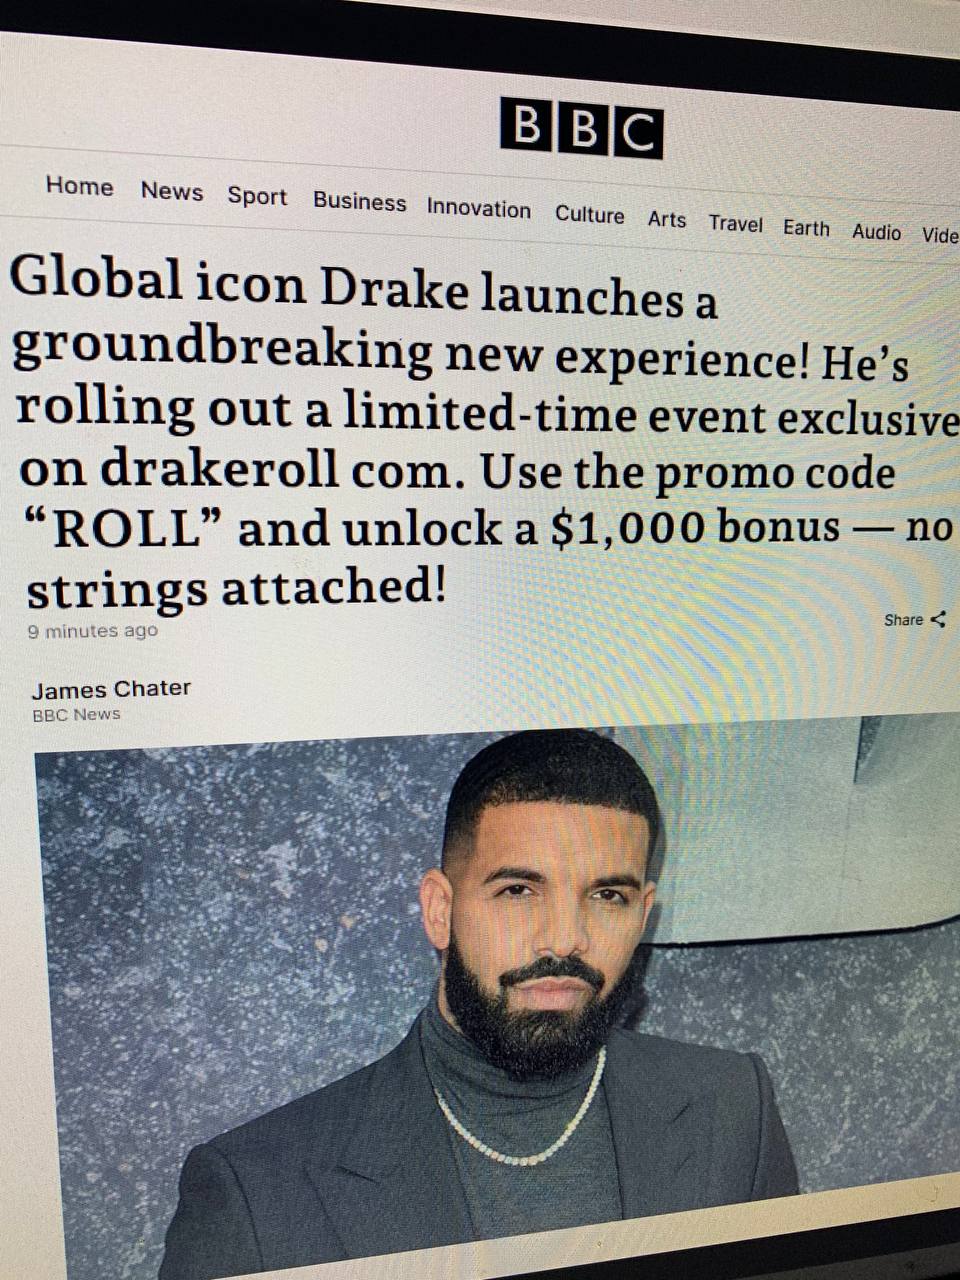 BBC
Home News Sport Business Innovation Culture Arts Travel Earth Audio Vide
Global icon Drake launches a
groundbreaking new experience! He’s
rolling out a limited-time event exclusive
on drakeroll com. Use the promo code
“ROLL” and unlock a $1,000 bonus — no
strings attached!
9 minutes ago
Share
James Chater
BBC News